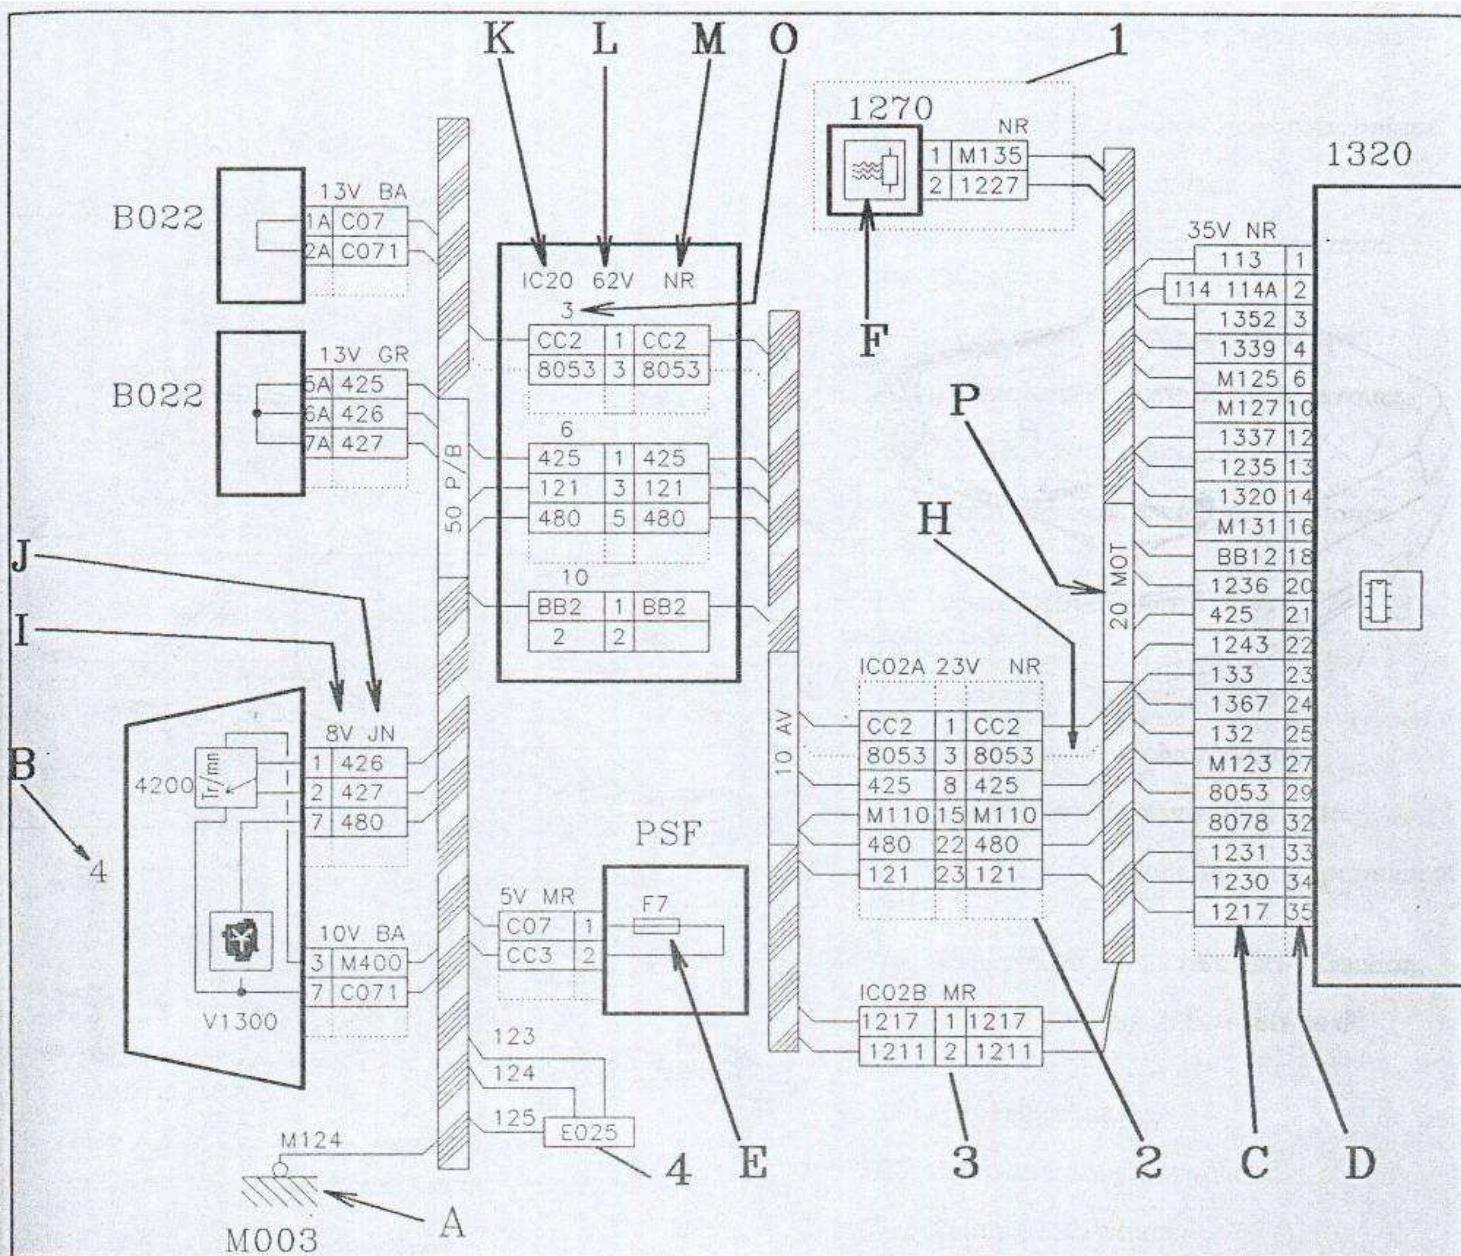 K L M O 1
1270
NR
1 M135
2 1227
F
1320
B022
13V BA
1A C07
2A C071
B022
13V GR
5A 425
6A 426
7A 427
50 P/B
IC20 62V NR
3
CC2 1 CC2
8053 3 8053
6
425 1 425
121 3 121
480 5 480
10
BB2 1 BB2
2 2
P
H
20 MOT
35V NR
113 1
114 114A 2
1352 3
1339 4
M125 6
M127 10
1337 12
1235 13
1320 14
M131 16
BB12 18
1236 20
425 21
1243 22
133 23
1367 24
132 25
M123 27
8053 29
8078 32
1231 33
1230 34
1217 35
J
I
B
4
8V JN
4200 Tr/mn
1 426
2 427
7 480
10V BA
3 M400
7 C071
V1300
10 AV
IC02A 23V NR
CC2 1 CC2
8053 3 8053
425 8 425
M110 15 M110
480 22 480
121 23 121
PSF
5V MR
C07 1
CC3 2
F7
IC02B MR
1217 1 1217
1211 2 1211
123
124
125
E025
M124
M003
A 4 E 3 2 C D